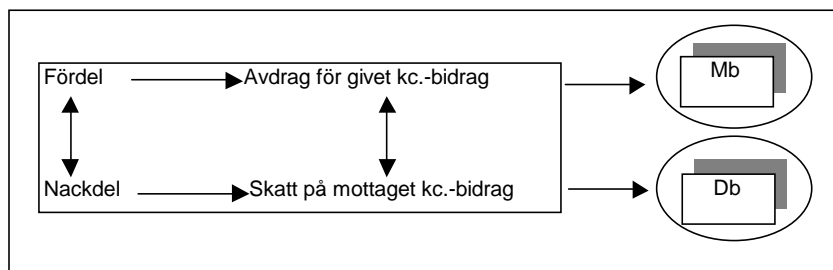 Fördel Avdrag för givet kc.-bidrag Mb
Nackdel Skatt på mottaget kc.-bidrag Db